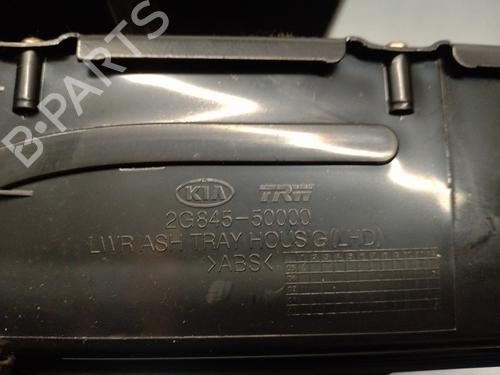 B-PARTS
KIA TRW
2G845-50000
LWR ASH TRAY HOUS'G(LHD)
>ABS<